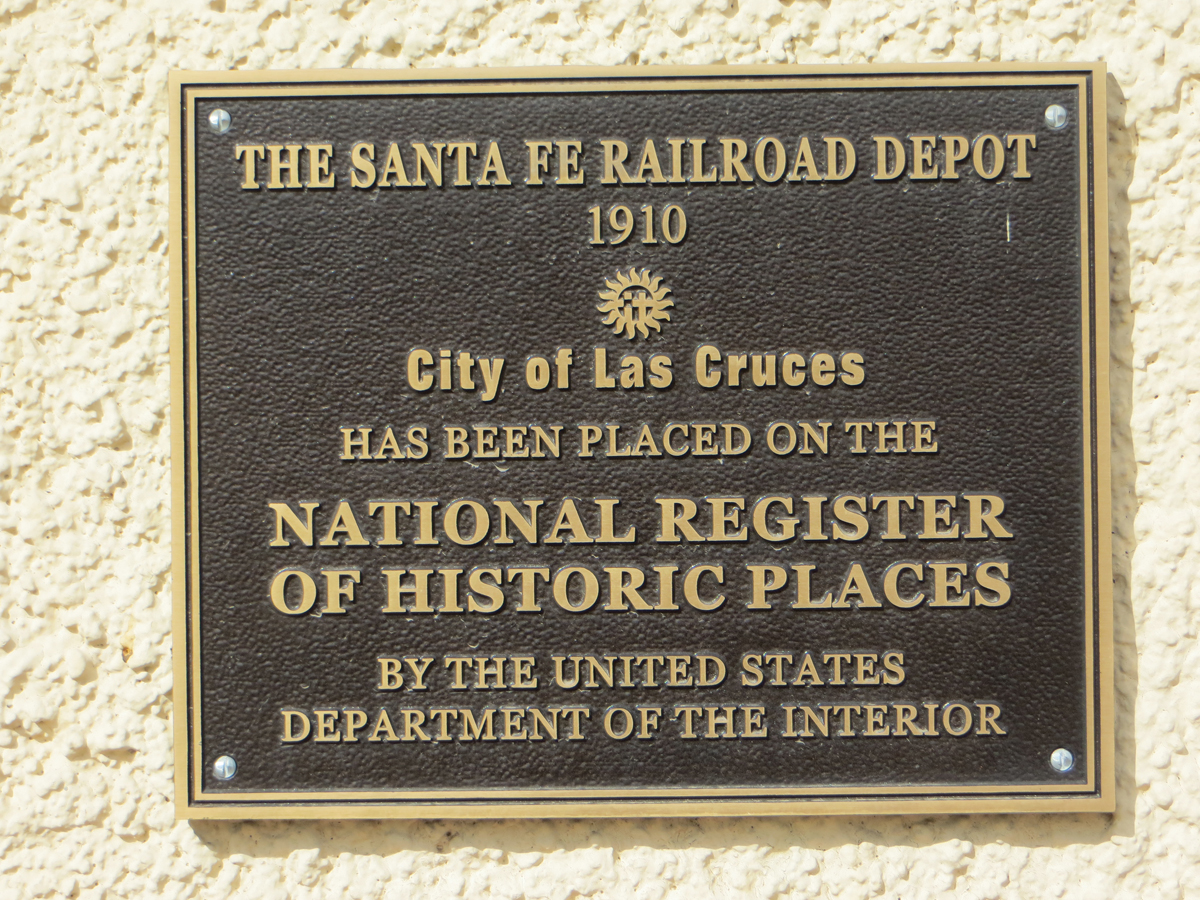 THE SANTA FE RAILROAD DEPOT
1910
City of Las Cruces
HAS BEEN PLACED ON THE
NATIONAL REGISTER
OF HISTORIC PLACES
BY THE UNITED STATES
DEPARTMENT OF THE INTERIOR